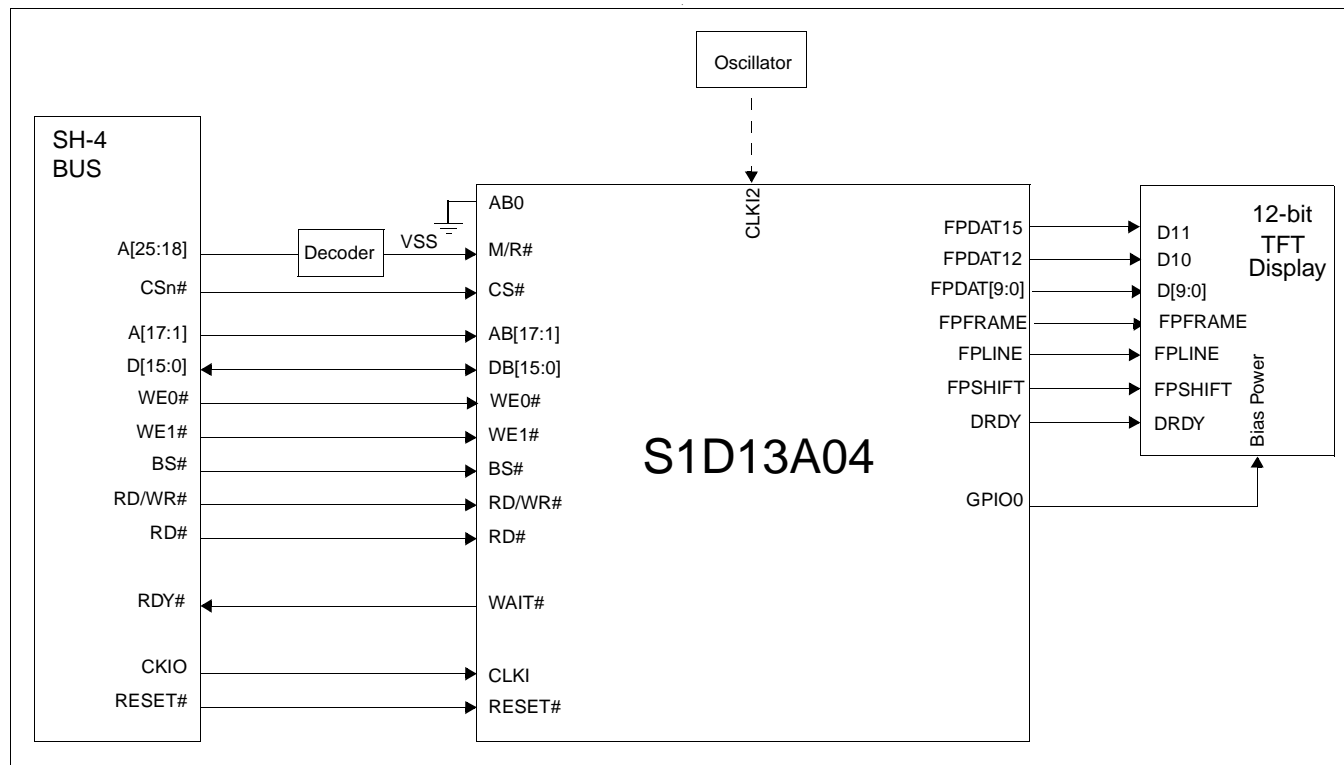 Oscillator
SH-4
BUS
A[25:18]
CSn#
A[17:1]
D[15:0]
WE0#
WE1#
BS#
RD/WR#
RD#
RDY#
CKIO
RESET#
Decoder
VSS
AB0
M/R#
CS#
AB[17:1]
DB[15:0]
WE0#
WE1#
BS#
RD/WR#
RD#
WAIT#
CLKI
RESET#
CLKI2
S1D13A04
FPDAT15
FPDAT12
FPDAT[9:0]
FPFRAME
FPLINE
FPSHIFT
DRDY
GPIO0
12-bit
TFT
Display
D11
D10
D[9:0]
FPFRAME
FPLINE
FPSHIFT
DRDY
Bias Power